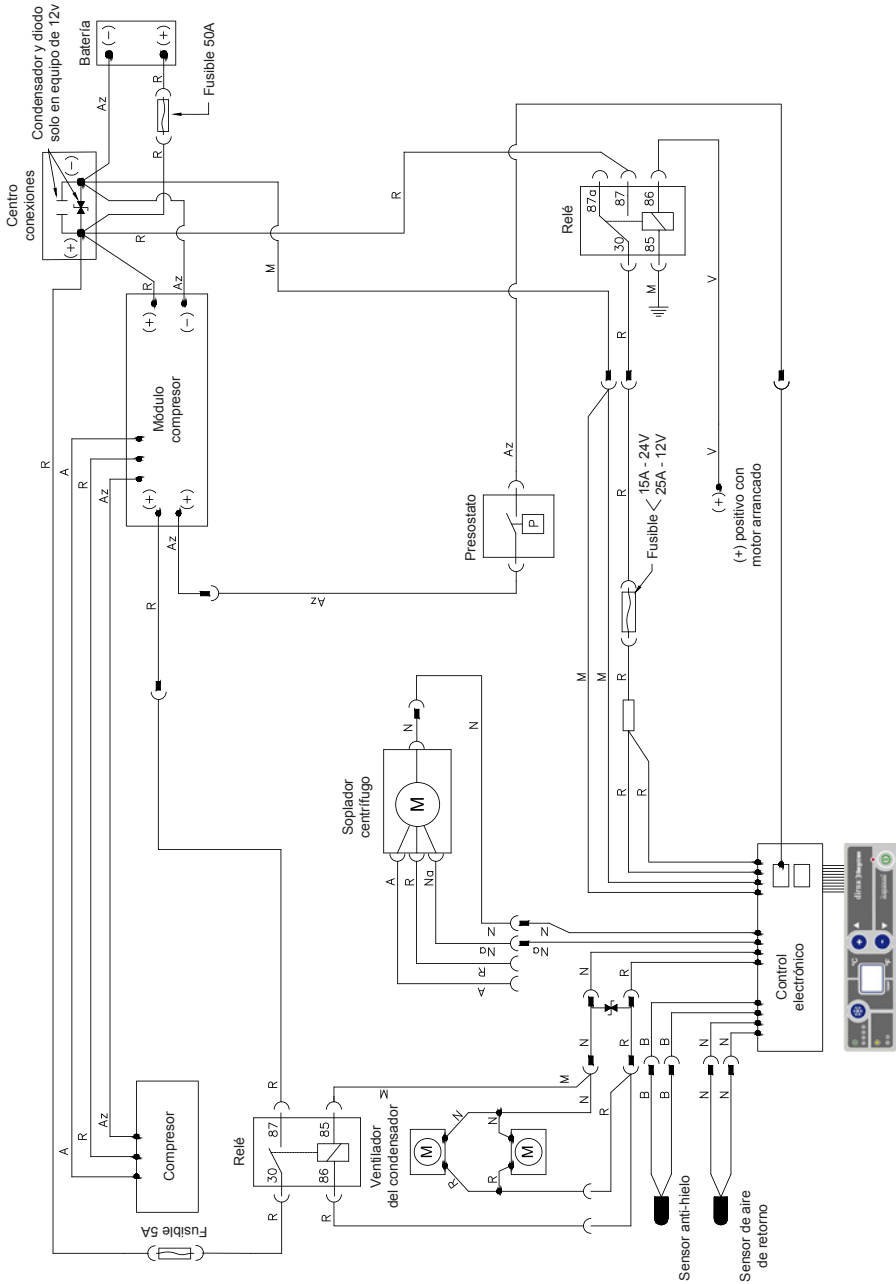 Condensador y diodo
solo en equipo de 12v
Centro
conexiones
(+)
(-)
Batería
(-)
(+)
Az
R
R
Fusible 50A
R
R
Az
R
M
R
Módulo
compresor
(+)
(-)
(+)
(+)
A
R
Az
R
Az
R
Az
Compresor
A
R
Az
Fusible 5A
R
R
Relé
30
87
86
85
R
R
M
Ventilador
del condensador
M
M
N
N
R
R
M
N
R
N
R
N
R
Soplador
centrífugo
M
A
R
Na
N
N
A
R
Na
N
Na
N
Presostato
P
Az
Relé
87a
87
86
30
85
M
R
V
V
(+)
(+) positivo con
motor arrancado
Fusible
15A - 24V
25A - 12V
R
R
R
R
M
M
B
B
B
B
N
N
N
N
Sensor anti-hielo
Sensor de aire
de retorno
Control
electrónico
dirna
°C
°F